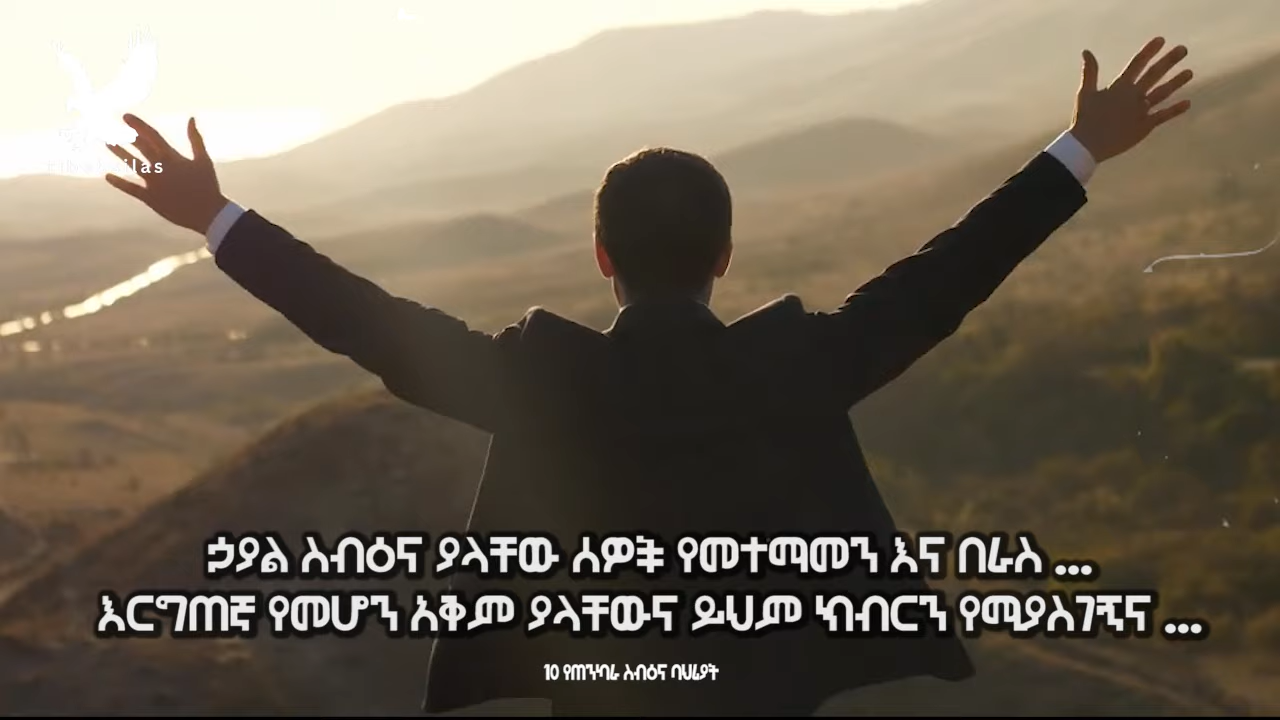 ኃያል ስብዕና ያላቸው ሰዎች የመተማመን እና በራስ ...
እርግጠኛ የመሆን አቅም ያላቸውና ይህም ክብርን የሚያስገኝና ...
10 የጠንካራ ስብዕና ባህሪያት